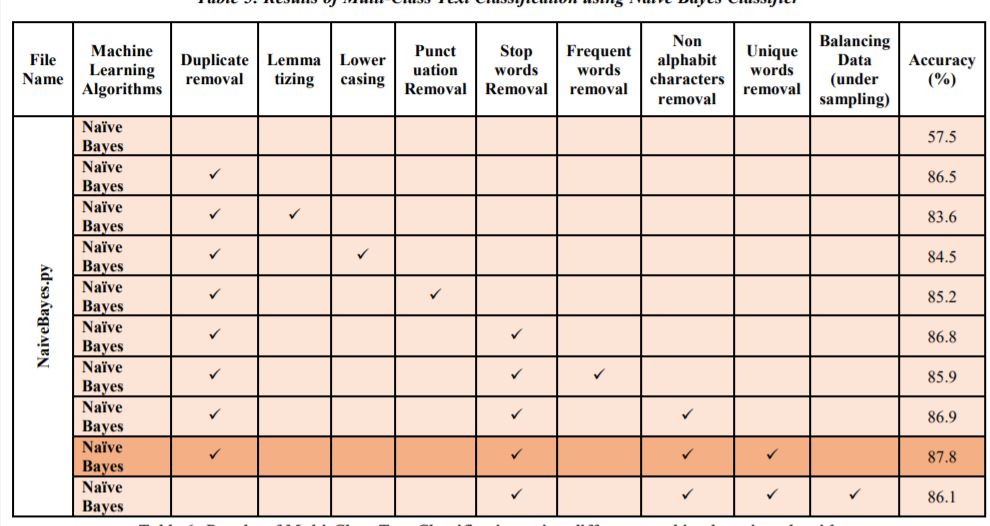 Table 5: Results of Multi-Class Text Classification using Naïve Bayes Classifier
File Name | Machine Learning Algorithms | Duplicate removal | Lemma tizing | Lower casing | Punct uation Removal | Stop words Removal | Frequent words removal | Non alphabet characters removal | Unique words removal | Balancing Data (under sampling) | Accuracy (%)
NaiveBayes.py
Naïve Bayes | | | | | | | | | | 57.5
Naïve Bayes | ✓ | | | | | | | | | 86.5
Naïve Bayes | ✓ | ✓ | | | | | | | | 83.6
Naïve Bayes | ✓ | | ✓ | | | | | | | 84.5
Naïve Bayes | ✓ | | | ✓ | | | | | | 85.2
Naïve Bayes | ✓ | | | | ✓ | | | | | 86.8
Naïve Bayes | ✓ | | | | ✓ | ✓ | | | | 85.9
Naïve Bayes | ✓ | | | | ✓ | | ✓ | | | 86.9
Naïve Bayes | ✓ | | | | ✓ | | ✓ | ✓ | | 87.8
Naïve Bayes | | | | | ✓ | | ✓ | ✓ | ✓ | 86.1